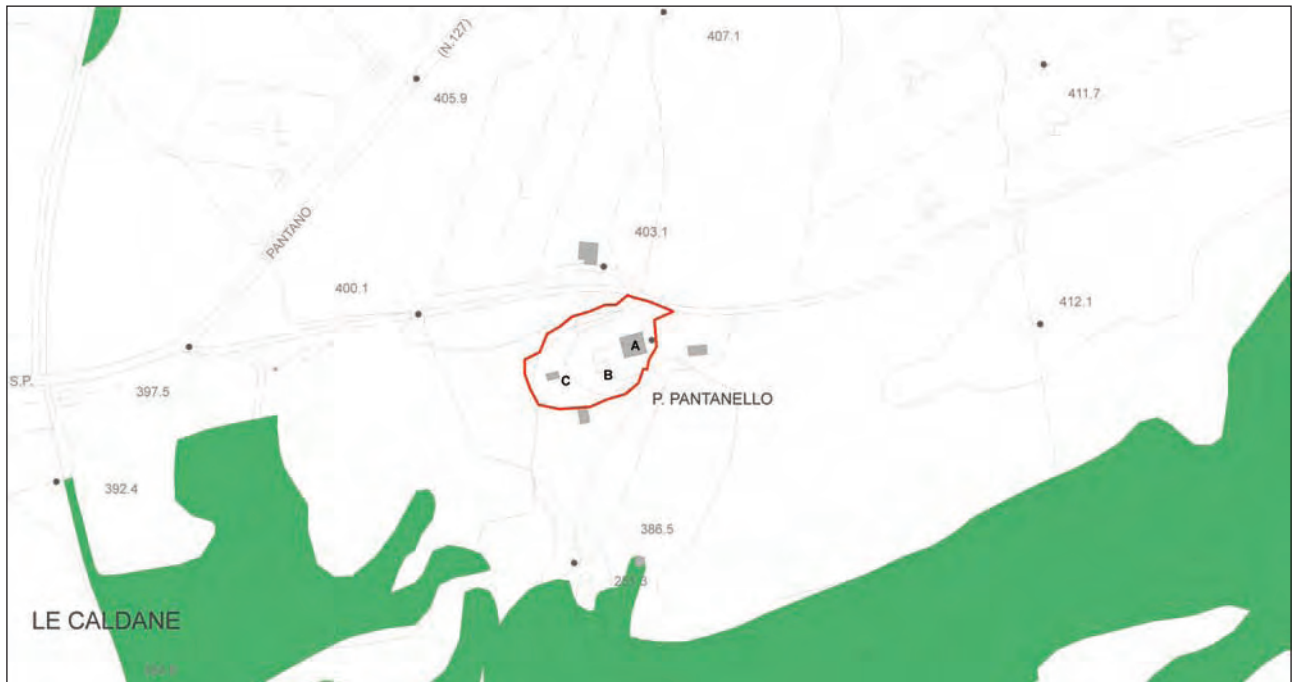 407.1
(N.127)
405.9
411.7
PANTANO
403.1
400.1
412.1
A
S.P.
397.5
C
B
P. PANTANELLO
392.4
386.5
LE CALDANE